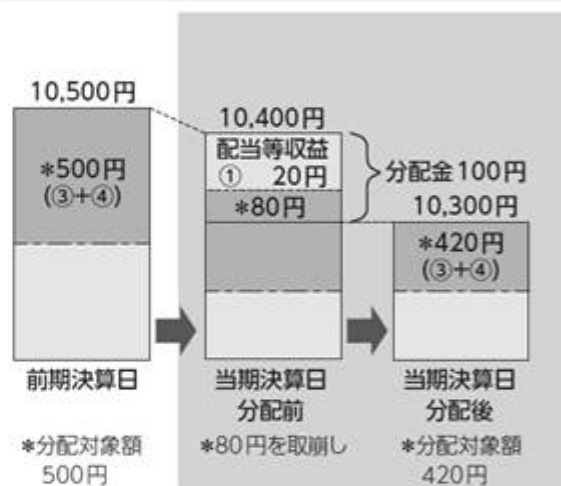 10,500円
*500円
(③+④)
前期決算日
*分配対象額
500円
10,400円
配当等収益
① 20円
*80円
分配金100円
当期決算日
分配前
*80円を取崩し
10,300円
*420円
(③+④)
当期決算日
分配後
*分配対象額
420円